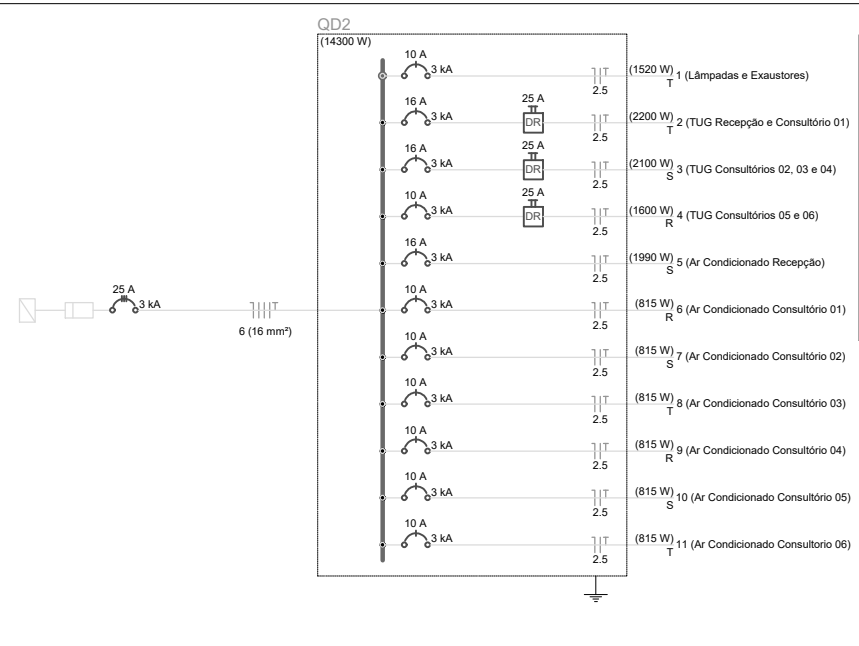 QD2
(14300 W)
10 A
3 kA
2.5
(1520 W)
T
1 (Lâmpadas e Exaustores)
16 A
3 kA
25 A
DR
2.5
(2200 W)
T
2 (TUG Recepção e Consultório 01)
16 A
3 kA
25 A
DR
2.5
(2100 W)
S
3 (TUG Consultórios 02, 03 e 04)
10 A
3 kA
25 A
DR
2.5
(1600 W)
R
4 (TUG Consultórios 05 e 06)
16 A
3 kA
2.5
(1990 W)
S
5 (Ar Condicionado Recepção)
25 A
3 kA
T
6 (16 mm²)
10 A
3 kA
2.5
(815 W)
R
6 (Ar Condicionado Consultório 01)
10 A
3 kA
2.5
(815 W)
S
7 (Ar Condicionado Consultório 02)
10 A
3 kA
2.5
(815 W)
T
8 (Ar Condicionado Consultório 03)
10 A
3 kA
2.5
(815 W)
R
9 (Ar Condicionado Consultório 04)
10 A
3 kA
2.5
(815 W)
S
10 (Ar Condicionado Consultório 05)
10 A
3 kA
2.5
(815 W)
T
11 (Ar Condicionado Consultorio 06)